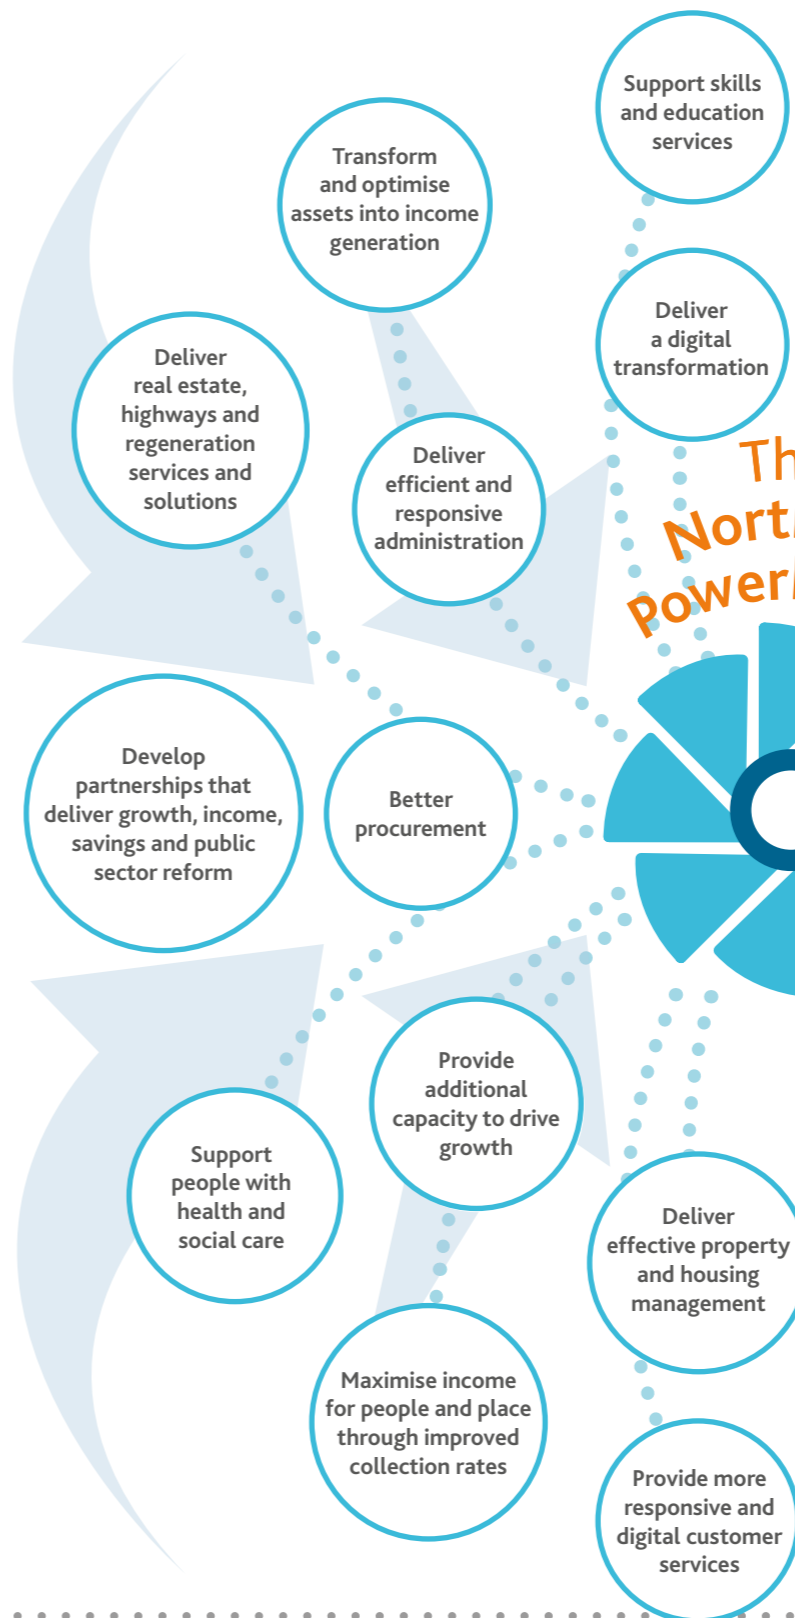 Support skills
and education
services
Transform
and optimise
assets into income
generation
Deliver
a digital
transformation
Deliver
real estate,
highways and
regeneration
services and
solutions
Deliver
efficient and
responsive
administration
Develop
partnerships that
deliver growth, income,
savings and public
sector reform
Better
procurement
Provide
additional
capacity to drive
growth
Support
people with
health and
social care
Deliver
effective property
and housing
management
Maximise income
for people and place
through improved
collection rates
Provide more
responsive and
digital customer
services